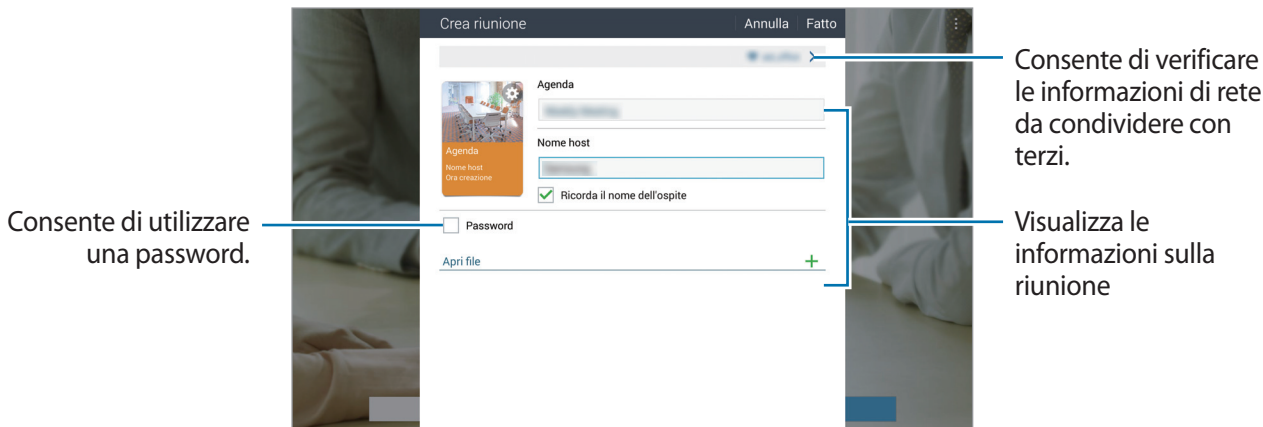 Crea riunione
Annulla
Fatto
Agenda
Agenda
Nome host
Ora creazione
Nome host
Ricorda il nome dell'ospite
Password
Apri file
Consente di utilizzare
una password.
Consente di verificare
le informazioni di rete
da condividere con
terzi.
Visualizza le
informazioni sulla
riunione